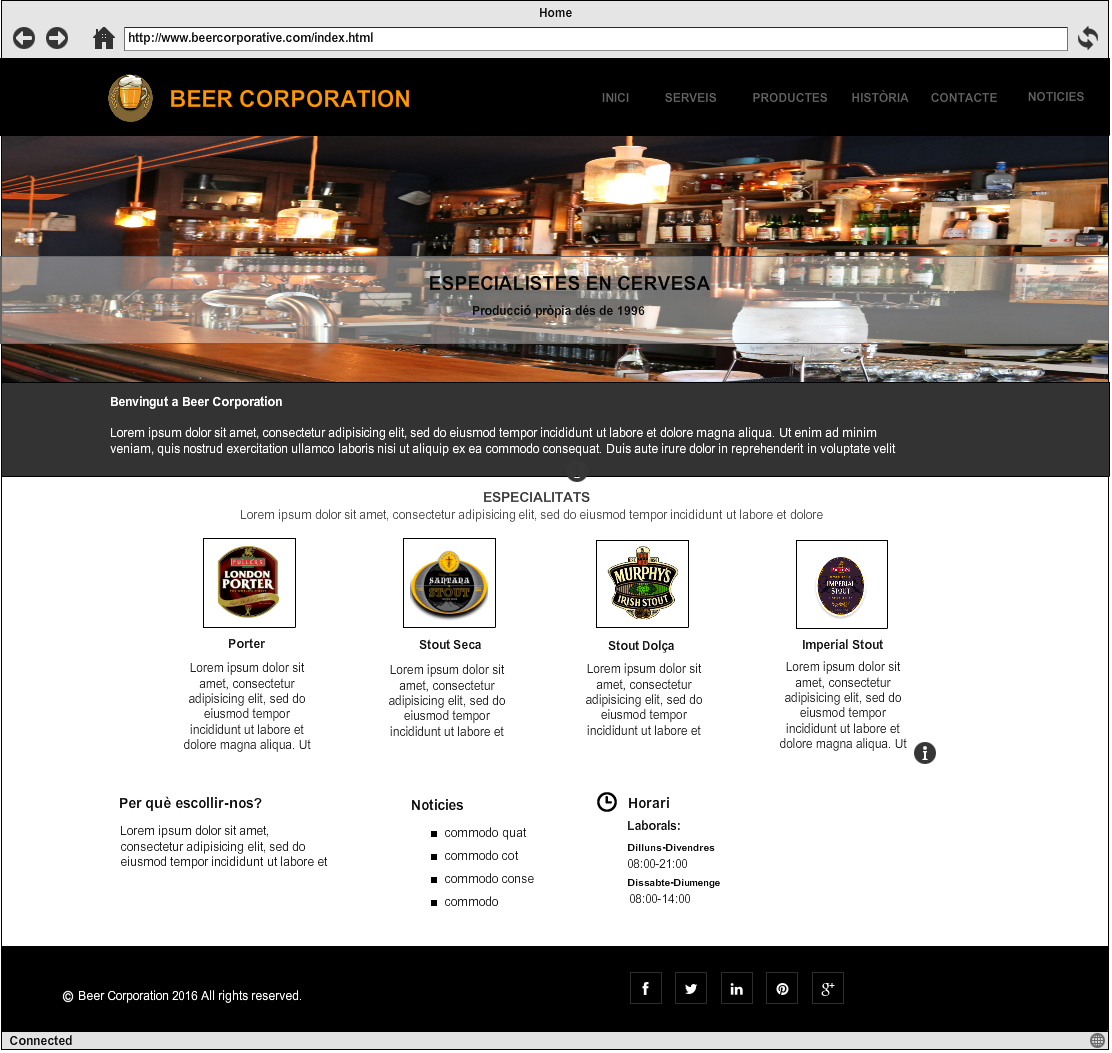 Home
http://www.beercorporative.com/index.html
BEER CORPORATION
INICI SERVEIS PRODUCTES HISTÒRIA CONTACTE NOTICIES
ESPECIALISTES EN CERVESA
Producció pròpia dés de 1996
Benvingut a Beer Corporation
Lorem ipsum dolor sit amet, consectetur adipisicing elit, sed do eiusmod tempor incididunt ut labore et dolore magna aliqua. Ut enim ad minim
veniam, quis nostrud exercitation ullamco laboris nisi ut aliquip ex ea commodo consequat. Duis aute irure dolor in reprehenderit in voluptate velit
ESPECIALITATS
Lorem ipsum dolor sit amet, consectetur adipisicing elit, sed do eiusmod tempor incididunt ut labore et dolore
FULLERS
LONDON
PORTER
Porter
Lorem ipsum dolor sit
amet, consectetur
adipisicing elit, sed do
eiusmod tempor
incididunt ut labore et
dolore magna aliqua. Ut
SANTANA
STOUT
Stout Seca
Lorem ipsum dolor sit
amet, consectetur
adipisicing elit, sed do
eiusmod tempor
incididunt ut labore et
MURPHY'S
IRISH STOUT
Stout Dolça
Lorem ipsum dolor sit
amet, consectetur
adipisicing elit, sed do
eiusmod tempor
incididunt ut labore et
IMPERIAL
STOUT
Imperial Stout
Lorem ipsum dolor sit
amet, consectetur
adipisicing elit, sed do
eiusmod tempor
incididunt ut labore et
dolore magna aliqua. Ut
Per què escollir-nos?
Lorem ipsum dolor sit amet,
consectetur adipisicing elit, sed do
eiusmod tempor incididunt ut labore et
Noticies
commodo quat
commodo cot
commodo conse
commodo
Horari
Laborals:
Dilluns-Divendres
08:00-21:00
Dissabte-Diumenge
08:00-14:00
© Beer Corporation 2016 All rights reserved.
Connected